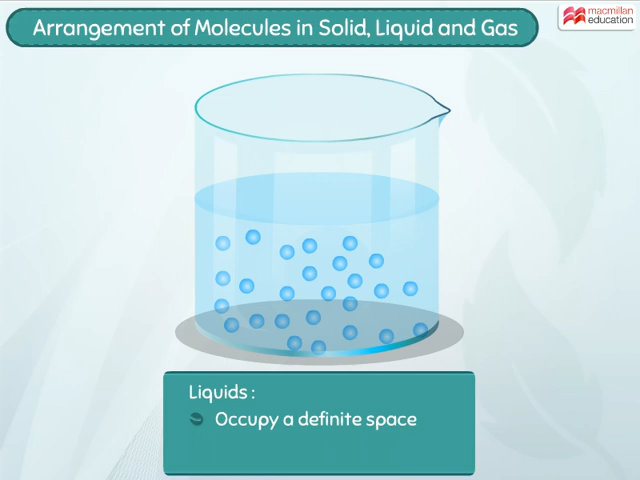 Arrangement of Molecules in Solid, Liquid and Gas
macmillan
education
Liquids :
Occupy a definite space